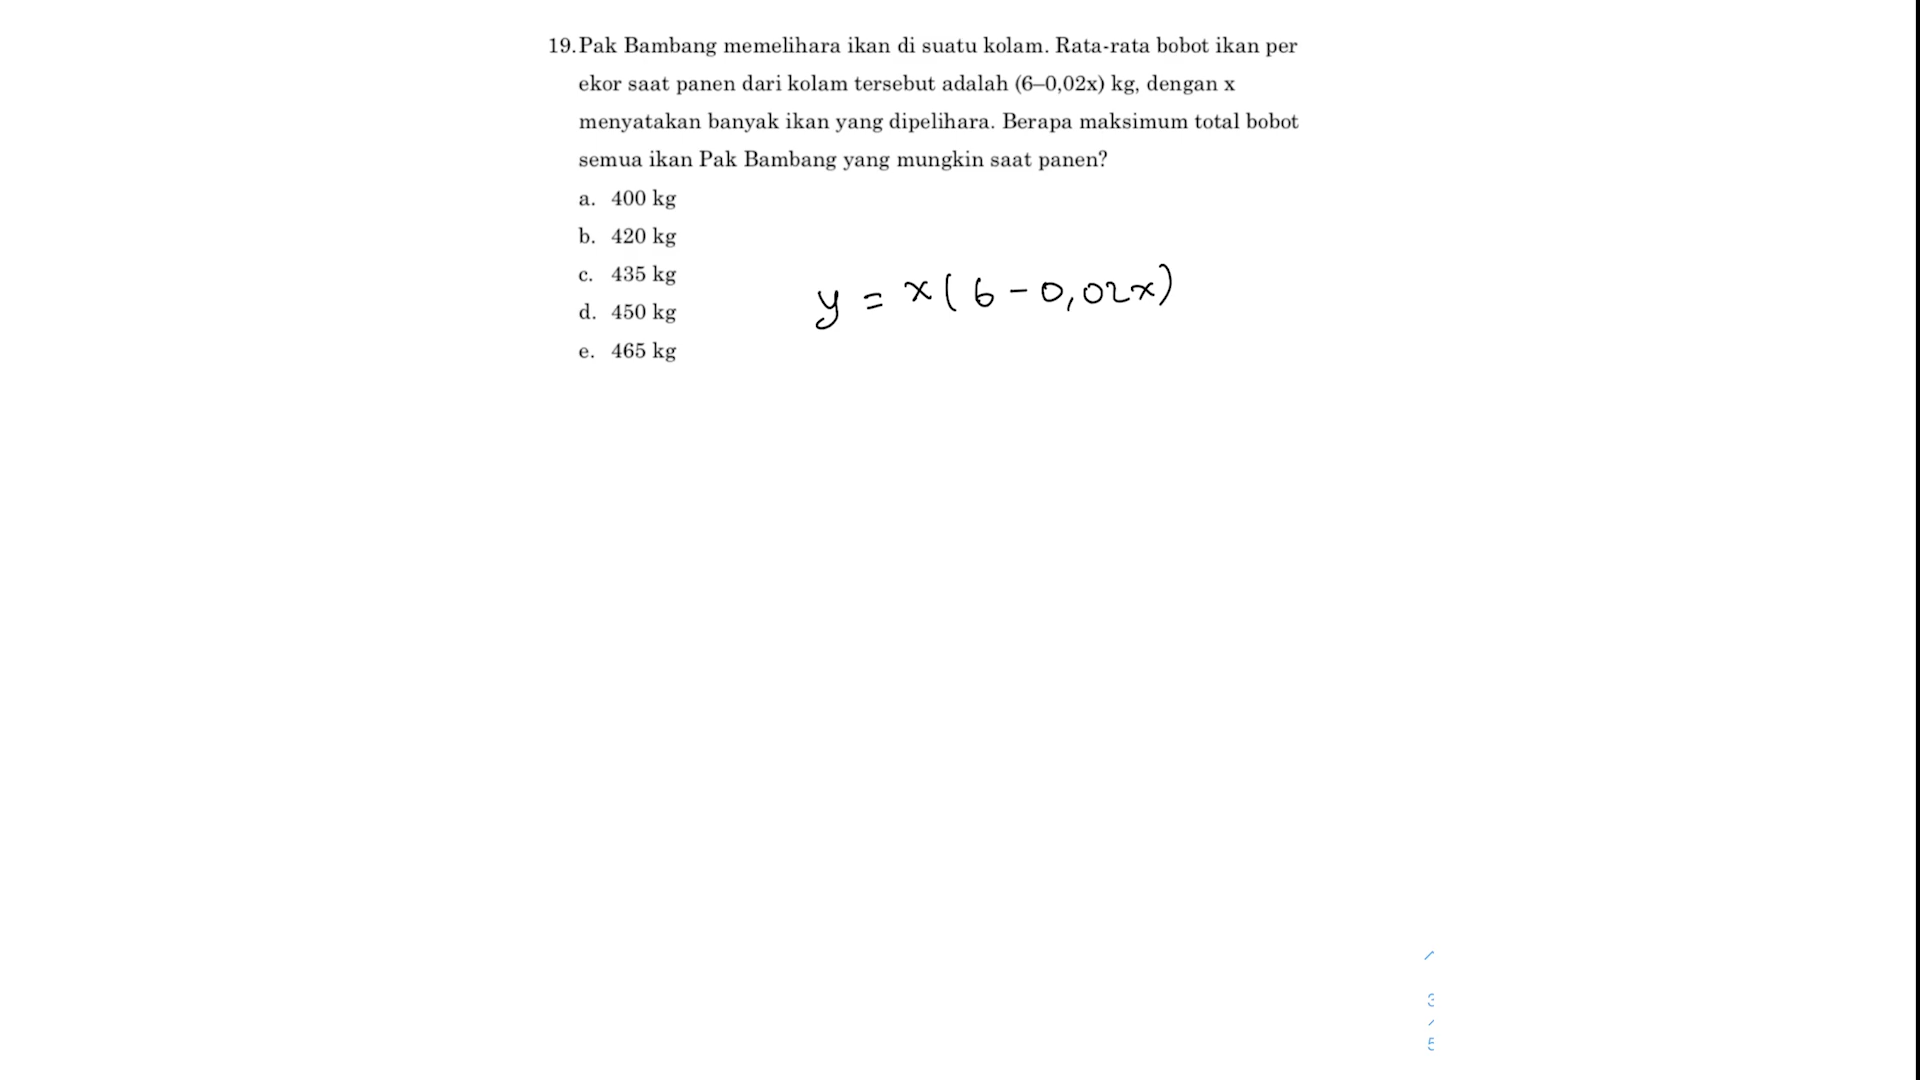 19. Pak Bambang memelihara ikan di suatu kolam. Rata-rata bobot ikan per
ekor saat panen dari kolam tersebut adalah (6–0,02x) kg, dengan x
menyatakan banyak ikan yang dipelihara. Berapa maksimum total bobot
semua ikan Pak Bambang yang mungkin saat panen?
a. 400 kg
b. 420 kg
c. 435 kg
d. 450 kg
e. 465 kg
y = x(6 - 0,02x)